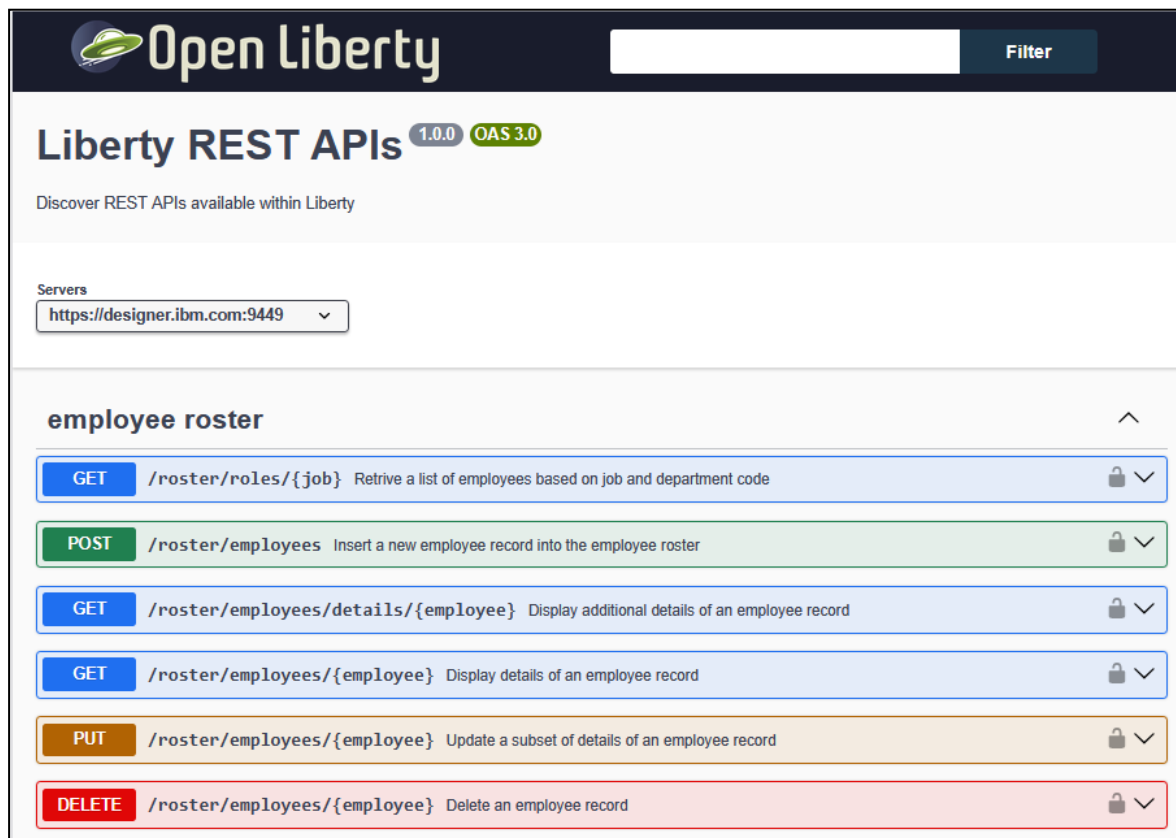 Open Liberty
Filter
Liberty REST APIs 1.0.0 OAS 3.0
Discover REST APIs available within Liberty
Servers
https://designer.ibm.com:9449
employee roster
GET /roster/roles/{job} Retrive a list of employees based on job and department code
POST /roster/employees Insert a new employee record into the employee roster
GET /roster/employees/details/{employee} Display additional details of an employee record
GET /roster/employees/{employee} Display details of an employee record
PUT /roster/employees/{employee} Update a subset of details of an employee record
DELETE /roster/employees/{employee} Delete an employee record